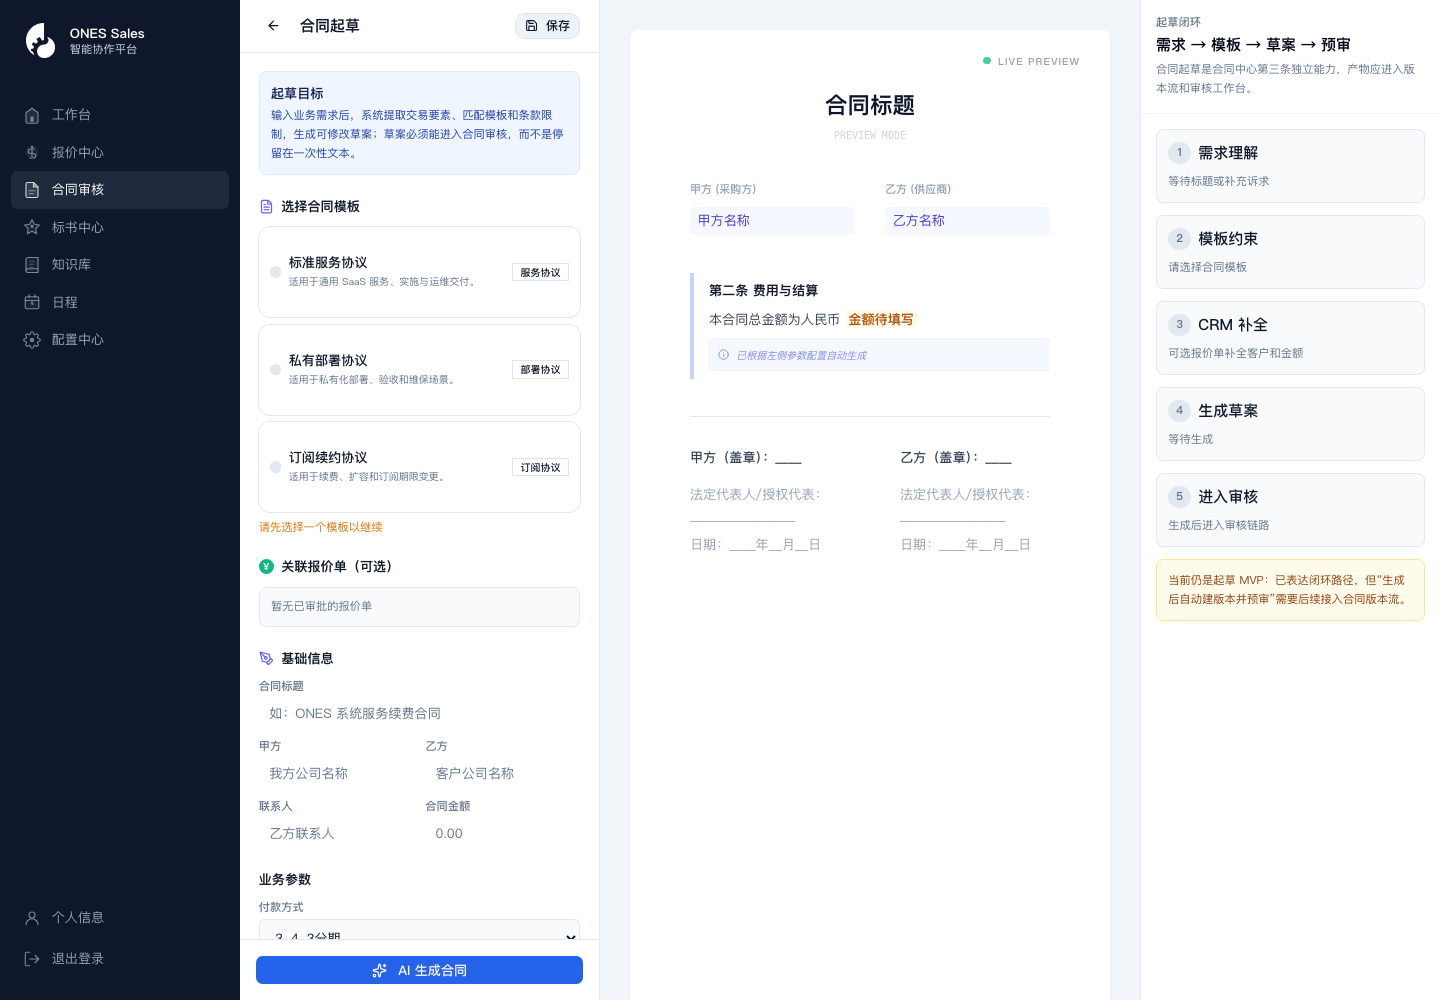 ONES Sales
智能协作平台
工作台
报价中心
合同审核
标书中心
知识库
日程
配置中心
个人信息
退出登录
合同起草
保存
起草目标
输入业务需求后，系统提取交易要素、匹配模板和条款限
制，生成可修改草案；草案必须能进入合同审核，而不是停
留在一次性文本。
选择合同模板
标准服务协议
适用于通用 SaaS 服务、实施与运维交付。
服务协议
私有部署协议
适用于私有化部署、验收和维保场景。
部署协议
订阅续约协议
适用于续费、扩容和订阅期限变更。
订阅协议
请先选择一个模板以继续
¥ 关联报价单（可选）
暂无已审批的报价单
基础信息
合同标题
如：ONES 系统服务续费合同
甲方
乙方
我方公司名称
客户公司名称
联系人
合同金额
乙方联系人
0.00
业务参数
付款方式
3-4-3分期
AI 生成合同
LIVE PREVIEW
合同标题
PREVIEW MODE
甲方 (采购方)
乙方 (供应商)
甲方名称
乙方名称
第二条 费用与结算
本合同总金额为人民币 金额待填写
已根据左侧参数配置自动生成
甲方（盖章）：____
乙方（盖章）：____
法定代表人/授权代表：
________________
法定代表人/授权代表：
________________
日期：____年__月__日
日期：____年__月__日
起草闭环
需求 → 模板 → 草案 → 预审
合同起草是合同中心第三条独立能力，产物应进入版
本流和审核工作台。
1 需求理解
等待标题或补充诉求
2 模板约束
请选择合同模板
3 CRM 补全
可选报价单补全客户和金额
4 生成草案
等待生成
5 进入审核
生成后进入审核链路
当前仍是起草 MVP：已表达闭环路径，但“生成
后自动建版本并预审”需要后续接入合同版本流。